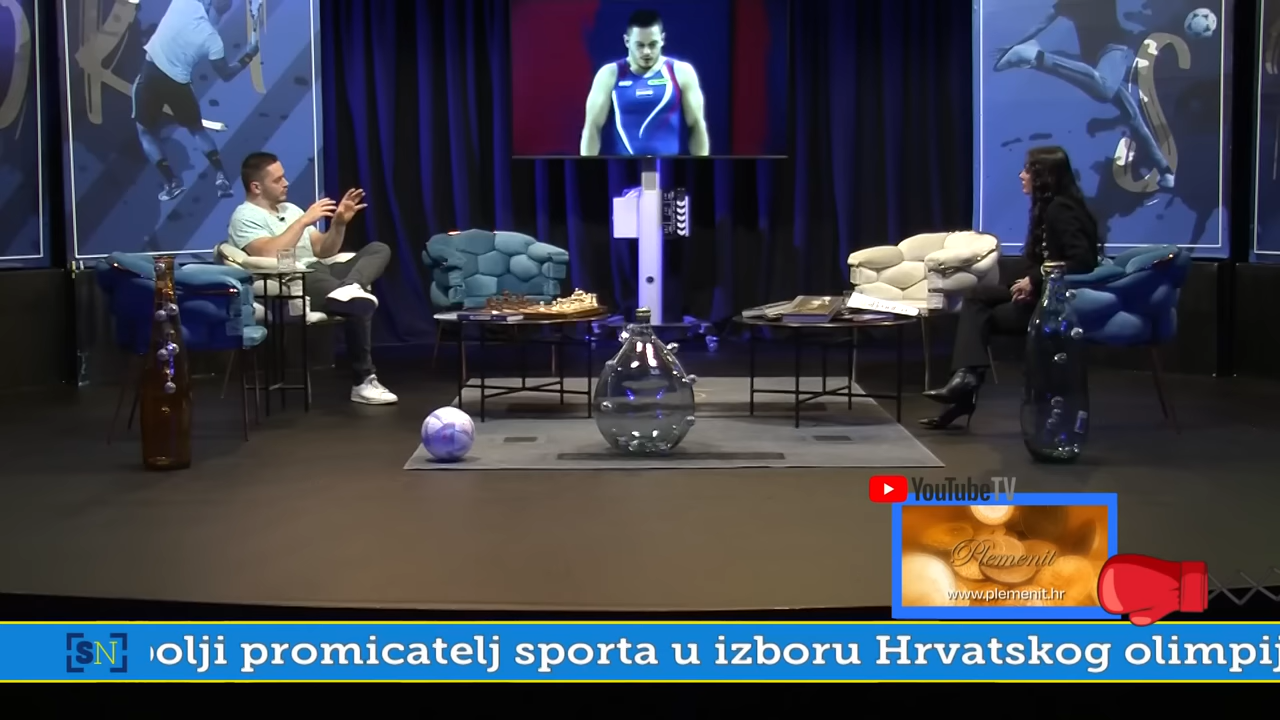 YouTubeTV
Plemenit
www.plemenit.hr
SN
olji promicatelj sporta u izboru Hrvatskog olimpij